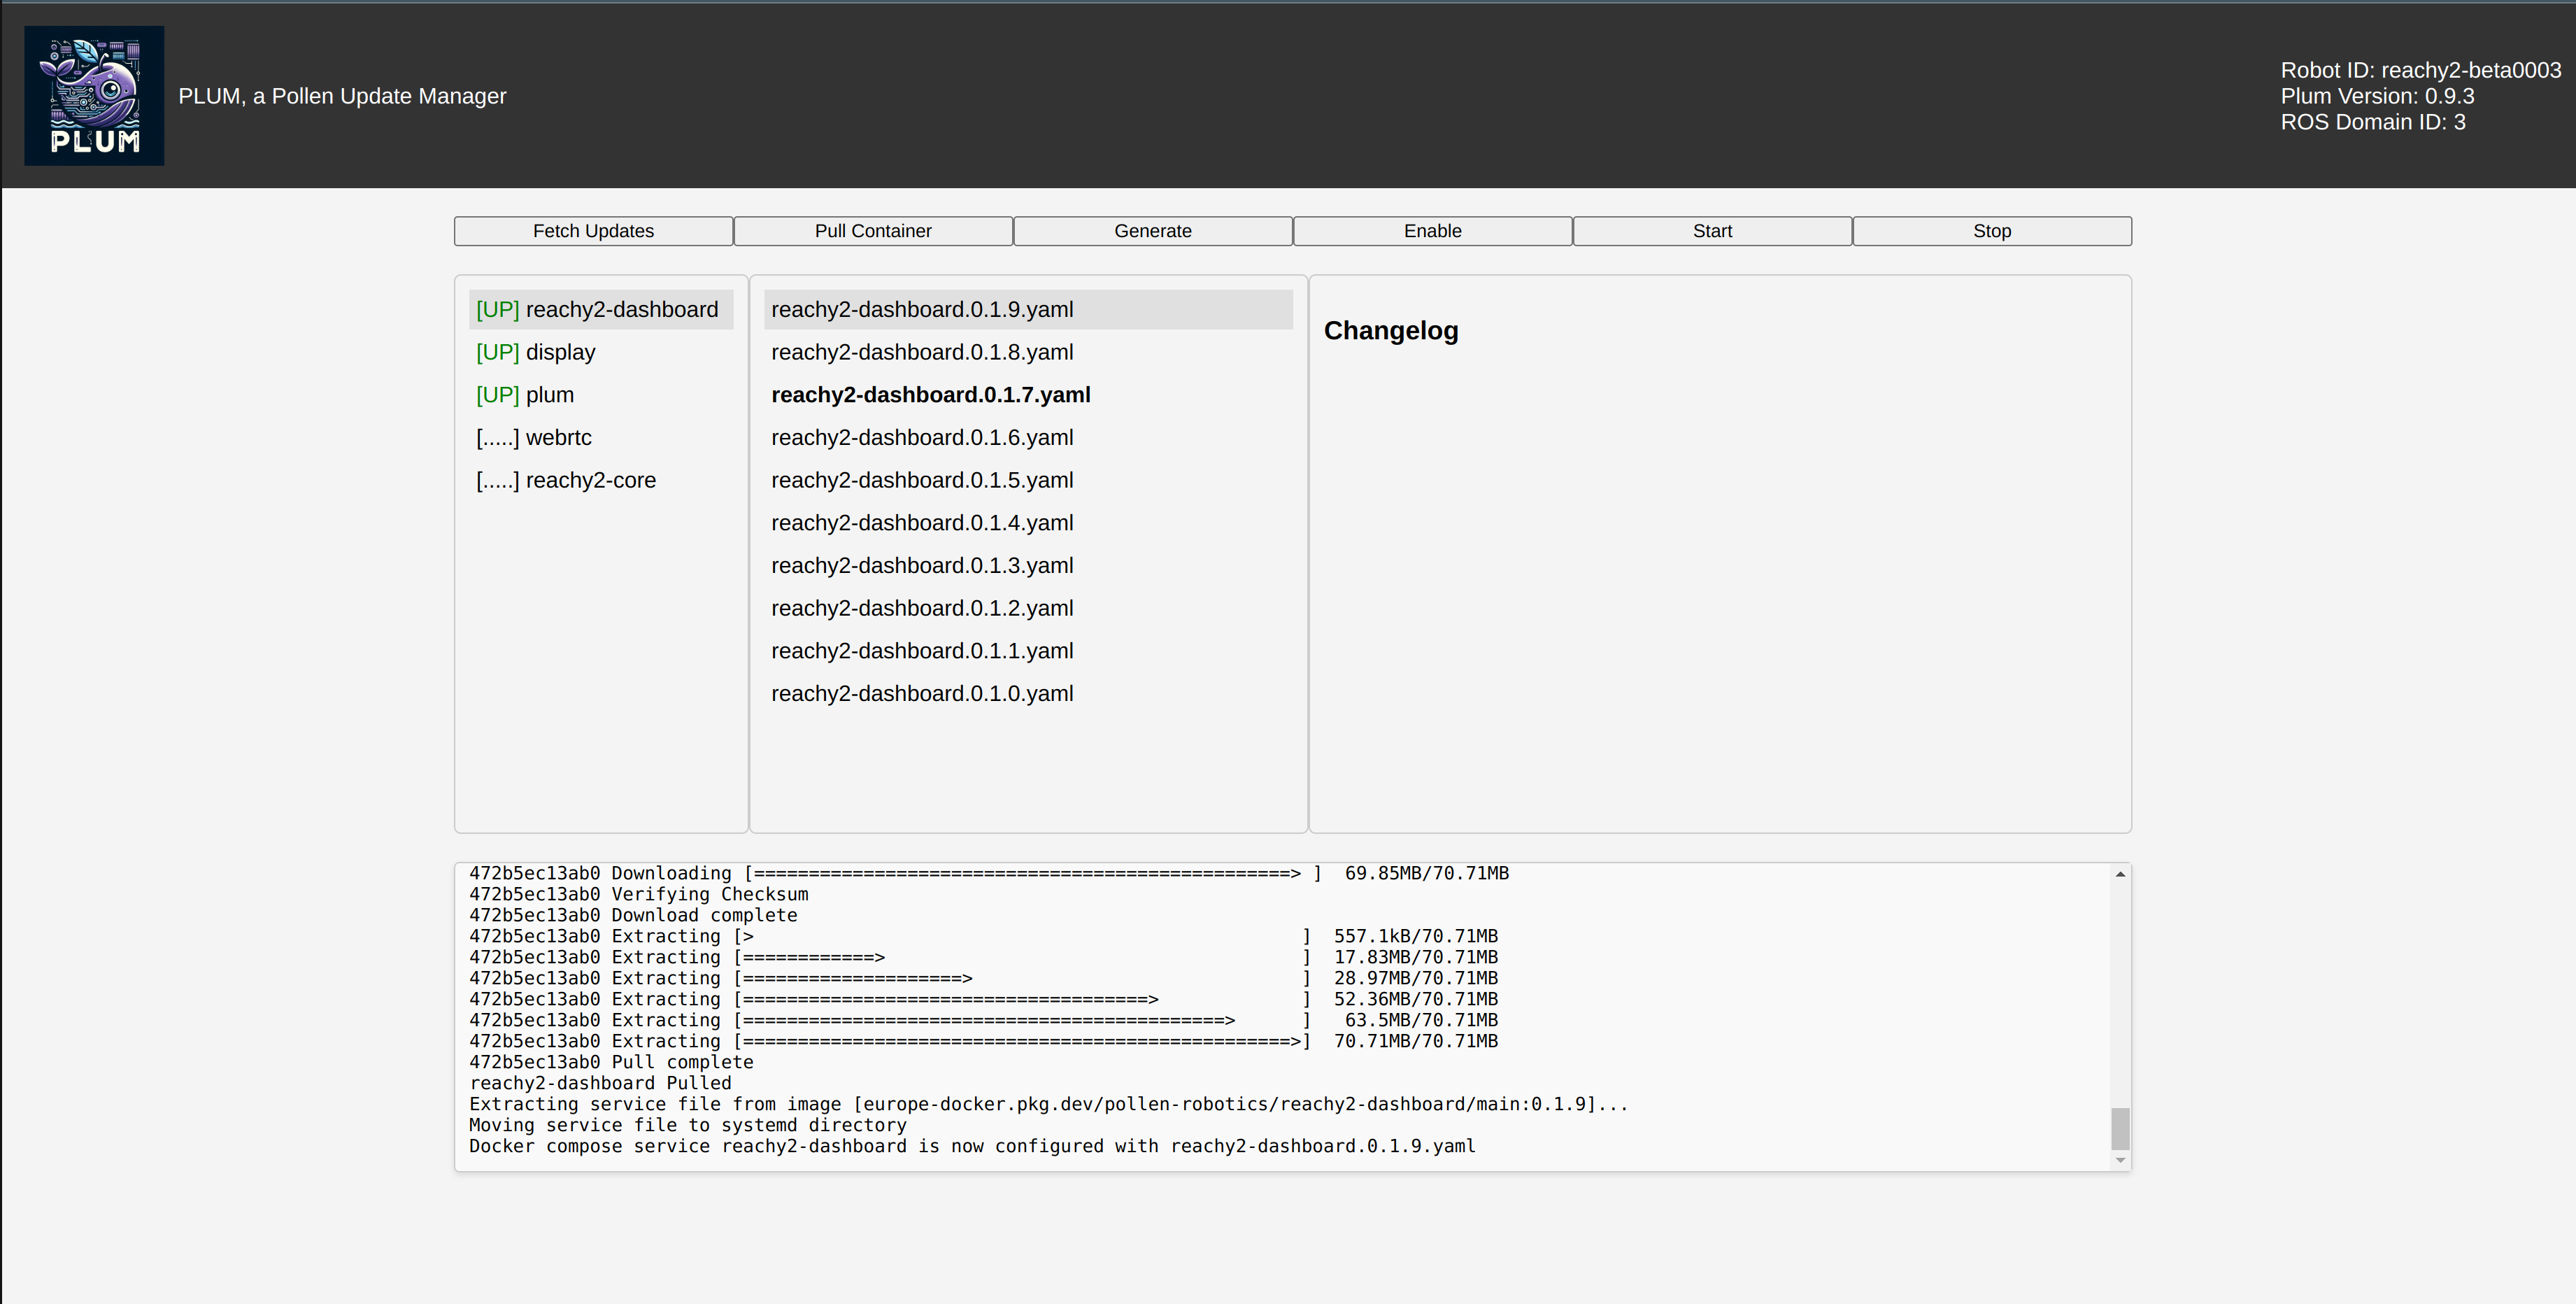 PLUM
PLUM, a Pollen Update Manager
Robot ID: reachy2-beta0003
Plum Version: 0.9.3
ROS Domain ID: 3
Fetch Updates
Pull Container
Generate
Enable
Start
Stop
[UP] reachy2-dashboard
[UP] display
[UP] plum
[.....] webrtc
[.....] reachy2-core
reachy2-dashboard.0.1.9.yaml
reachy2-dashboard.0.1.8.yaml
reachy2-dashboard.0.1.7.yaml
reachy2-dashboard.0.1.6.yaml
reachy2-dashboard.0.1.5.yaml
reachy2-dashboard.0.1.4.yaml
reachy2-dashboard.0.1.3.yaml
reachy2-dashboard.0.1.2.yaml
reachy2-dashboard.0.1.1.yaml
reachy2-dashboard.0.1.0.yaml
Changelog
472b5ec13ab0 Downloading [=================================================> ]  69.85MB/70.71MB
472b5ec13ab0 Verifying Checksum
472b5ec13ab0 Download complete
472b5ec13ab0 Extracting [>                                                  ]  557.1kB/70.71MB
472b5ec13ab0 Extracting [============>                                      ]  17.83MB/70.71MB
472b5ec13ab0 Extracting [====================>                              ]  28.97MB/70.71MB
472b5ec13ab0 Extracting [=====================================>             ]  52.36MB/70.71MB
472b5ec13ab0 Extracting [============================================>      ]   63.5MB/70.71MB
472b5ec13ab0 Extracting [==================================================>]  70.71MB/70.71MB
472b5ec13ab0 Pull complete
reachy2-dashboard Pulled
Extracting service file from image [europe-docker.pkg.dev/pollen-robotics/reachy2-dashboard/main:0.1.9]...
Moving service file to systemd directory
Docker compose service reachy2-dashboard is now configured with reachy2-dashboard.0.1.9.yaml